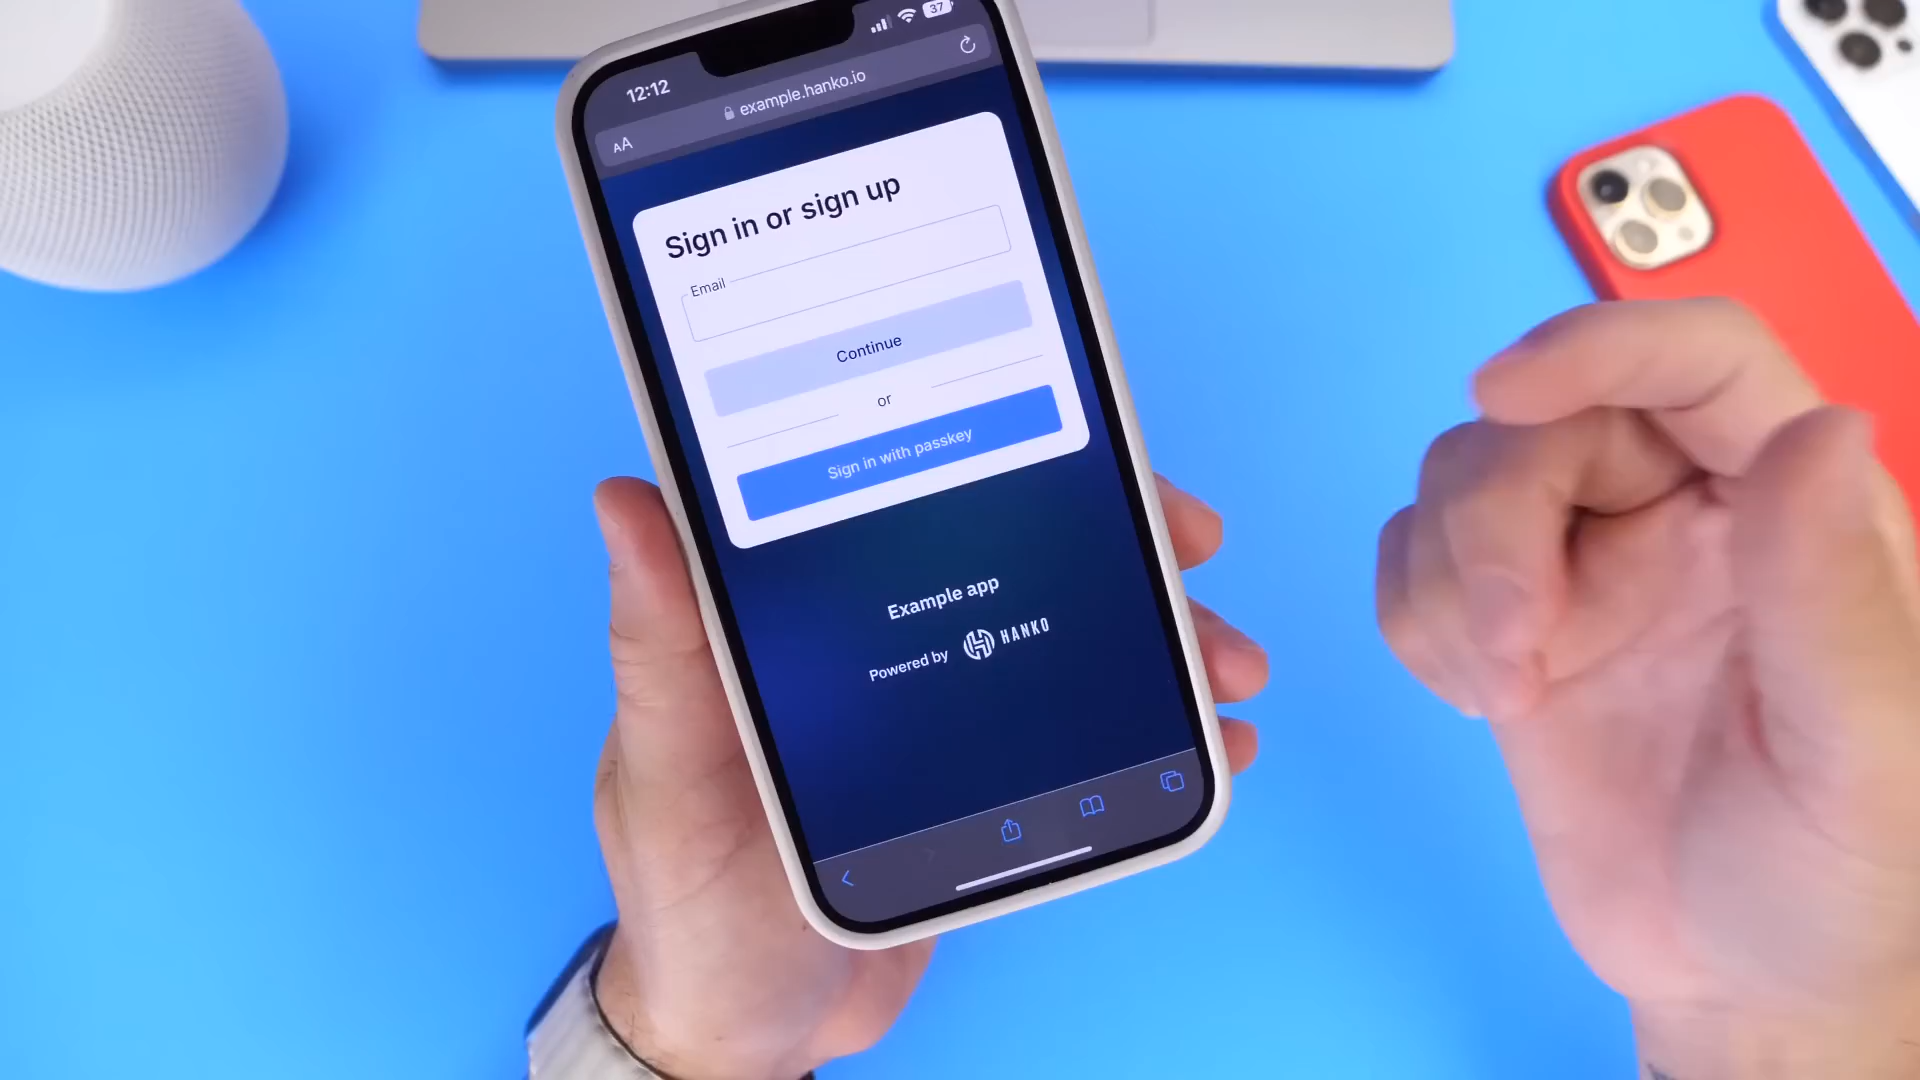 12:12
37
AA
example.hanko.io
Sign in or sign up
Email
Continue
or
Sign in with passkey
Example app
Powered by
HANKO